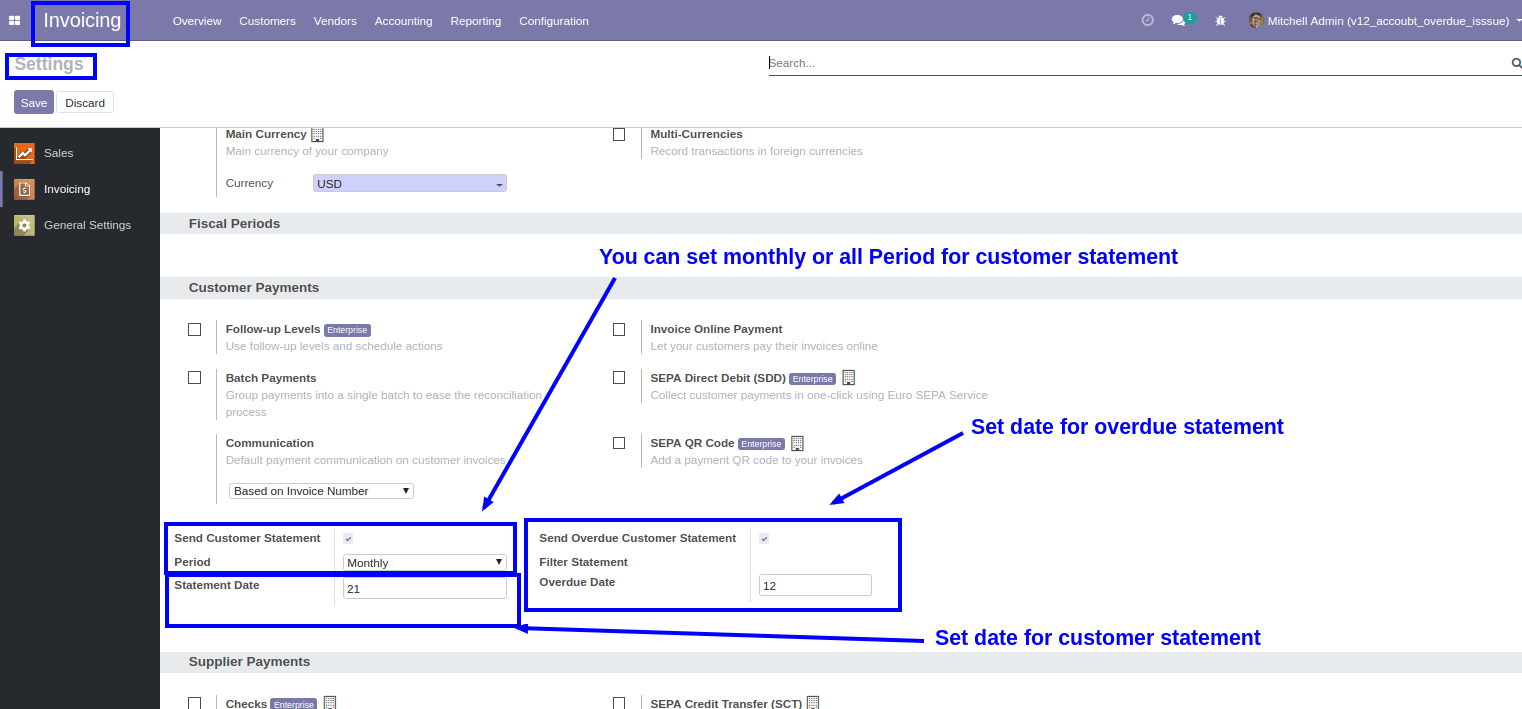 Invoicing Overview Customers Vendors Accounting Reporting Configuration 1 Mitchell Admin (v12_accoubt_overdue_isssue)
Settings Search...
Save Discard
Sales
Invoicing
General Settings
Main Currency Multi-Currencies
Main currency of your company Record transactions in foreign currencies
Currency USD
Fiscal Periods
You can set monthly or all Period for customer statement
Customer Payments
Follow-up Levels Enterprise Invoice Online Payment
Use follow-up levels and schedule actions Let your customers pay their invoices online
Batch Payments SEPA Direct Debit (SDD) Enterprise
Group payments into a single batch to ease the reconciliation Collect customer payments in one-click using Euro SEPA Service
process
Set date for overdue statement
Communication SEPA QR Code Enterprise
Default payment communication on customer invoices Add a payment QR code to your invoices
Based on Invoice Number
Send Customer Statement Send Overdue Customer Statement
Period Monthly Filter Statement
Statement Date 21 Overdue Date 12
Set date for customer statement
Supplier Payments
Checks Enterprise SEPA Credit Transfer (SCT)